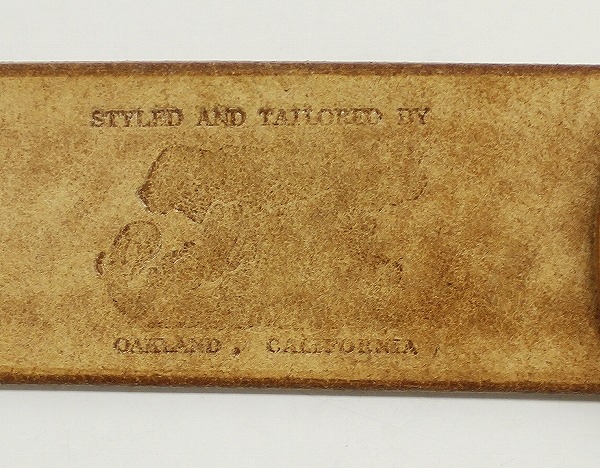 STYLED AND TAILORED BY
OAKLAND, CALIFORNIA